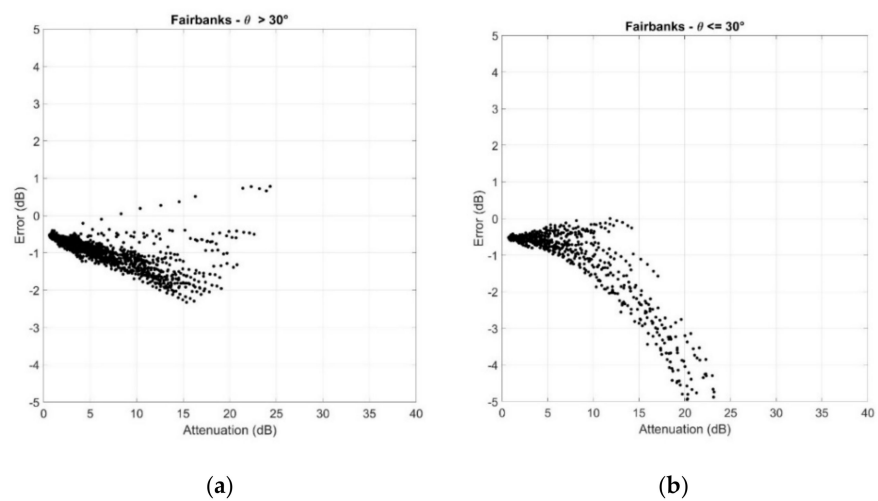 Fairbanks - θ > 30°
5
4
3
2
1
0
-1
-2
-3
-4
-5
Error (dB)
0 5 10 15 20 25 30 35 40
Attenuation (dB)
(a)
Fairbanks - θ <= 30°
5
4
3
2
1
0
-1
-2
-3
-4
-5
Error (dB)
0 5 10 15 20 25 30 35 40
Attenuation (dB)
(b)